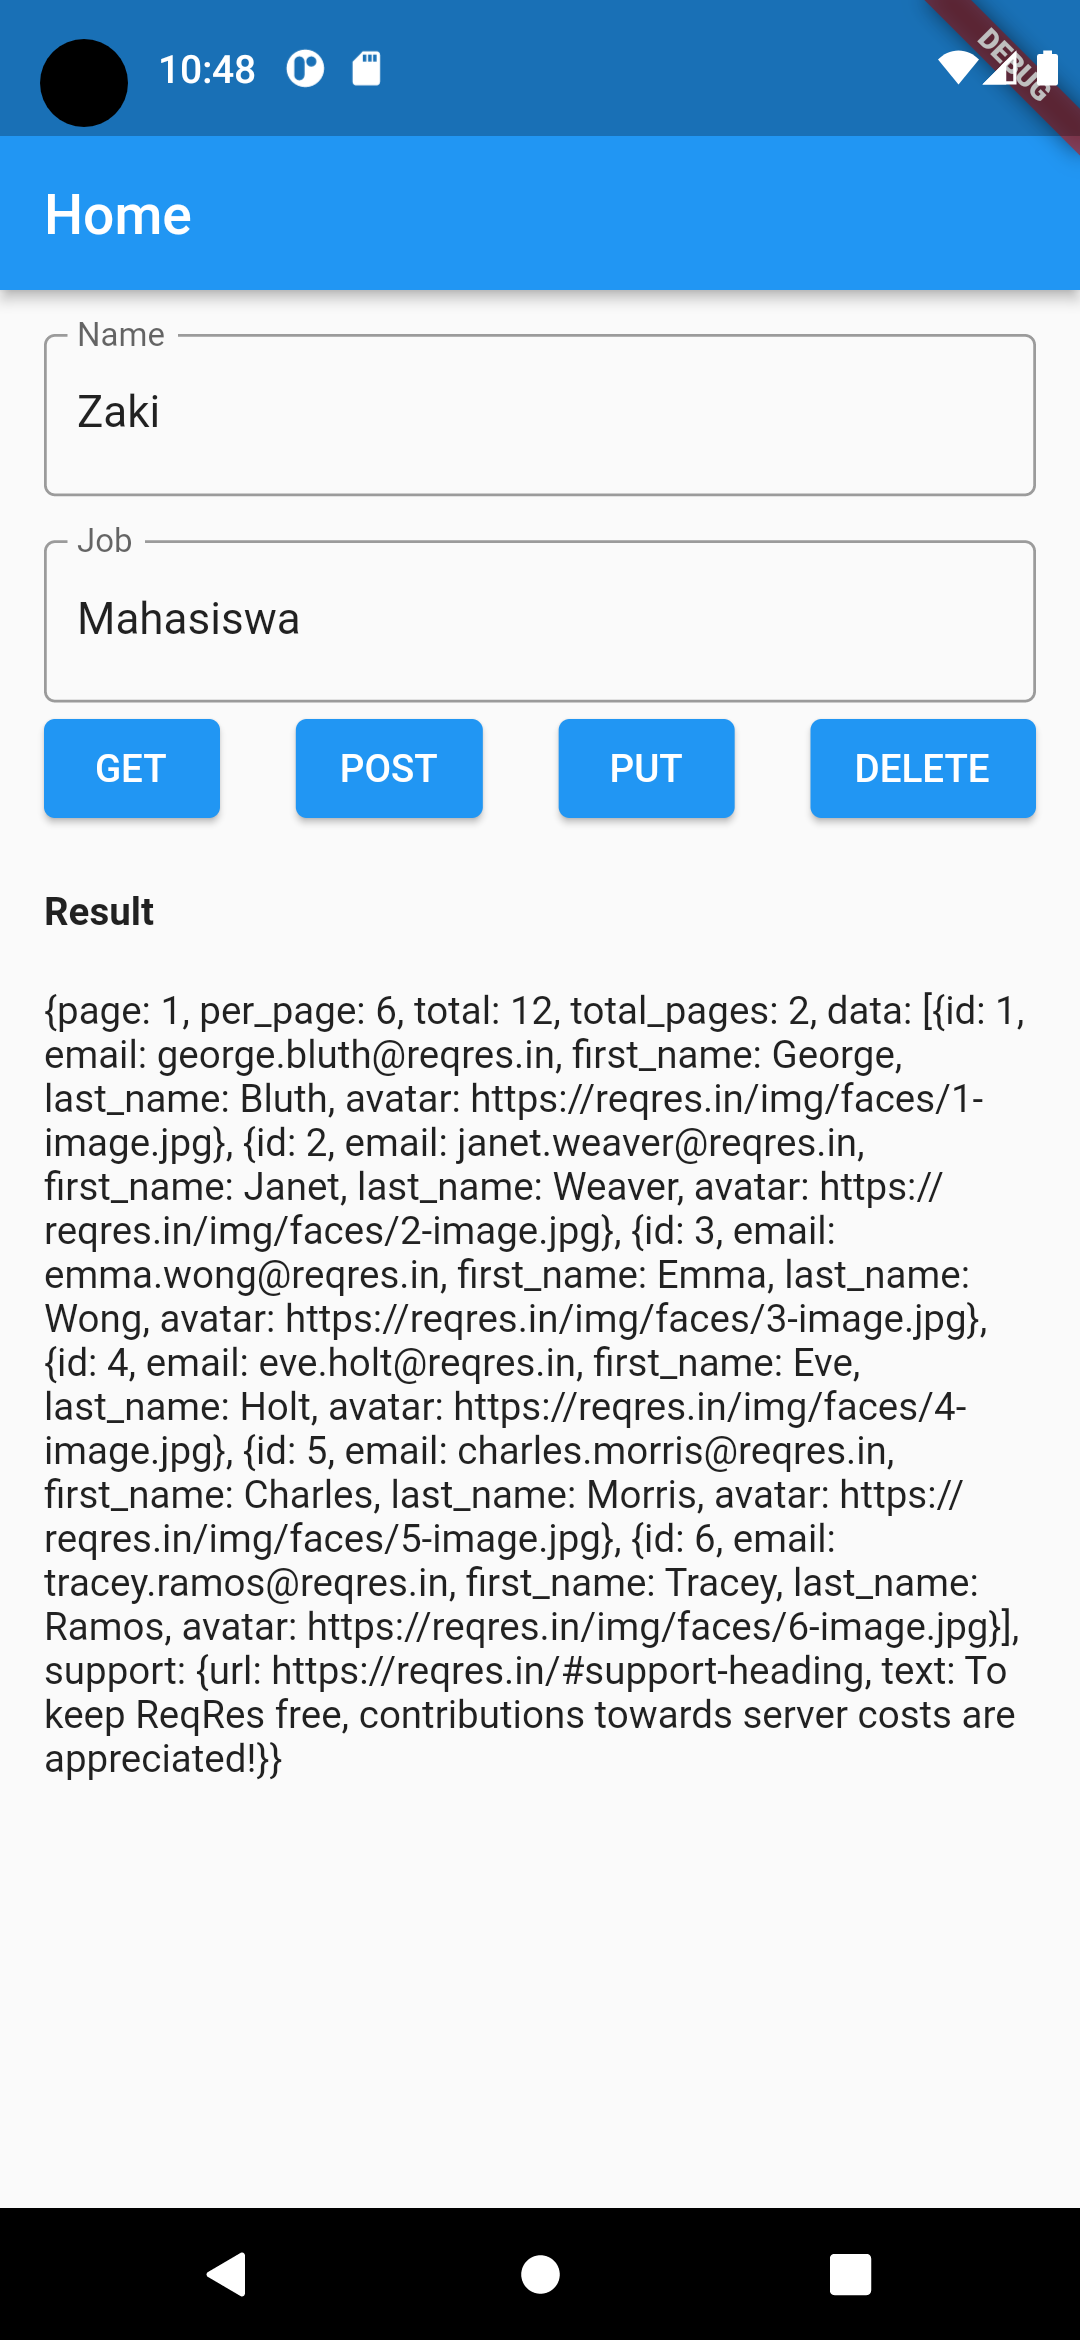 10:48
DEBUG
Home
Name
Zaki
Job
Mahasiswa
GET POST PUT DELETE
Result
{page: 1, per_page: 6, total: 12, total_pages: 2, data: [{id: 1,
email: george.bluth@reqres.in, first_name: George,
last_name: Bluth, avatar: https://reqres.in/img/faces/1-
image.jpg}, {id: 2, email: janet.weaver@reqres.in,
first_name: Janet, last_name: Weaver, avatar: https://
reqres.in/img/faces/2-image.jpg}, {id: 3, email:
emma.wong@reqres.in, first_name: Emma, last_name:
Wong, avatar: https://reqres.in/img/faces/3-image.jpg},
{id: 4, email: eve.holt@reqres.in, first_name: Eve,
last_name: Holt, avatar: https://reqres.in/img/faces/4-
image.jpg}, {id: 5, email: charles.morris@reqres.in,
first_name: Charles, last_name: Morris, avatar: https://
reqres.in/img/faces/5-image.jpg}, {id: 6, email:
tracey.ramos@reqres.in, first_name: Tracey, last_name:
Ramos, avatar: https://reqres.in/img/faces/6-image.jpg}],
support: {url: https://reqres.in/#support-heading, text: To
keep ReqRes free, contributions towards server costs are
appreciated!}}